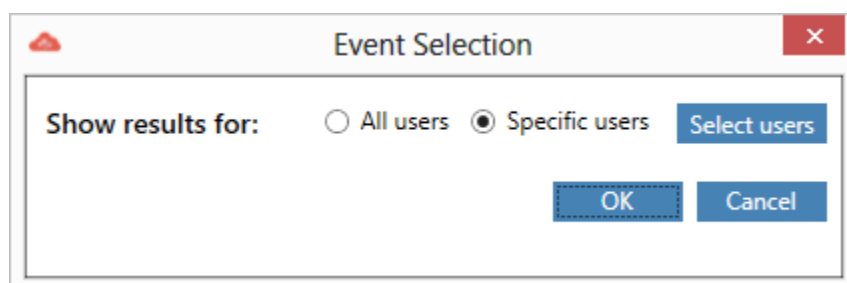 Event Selection
Show results for: All users Specific users Select users
OK Cancel